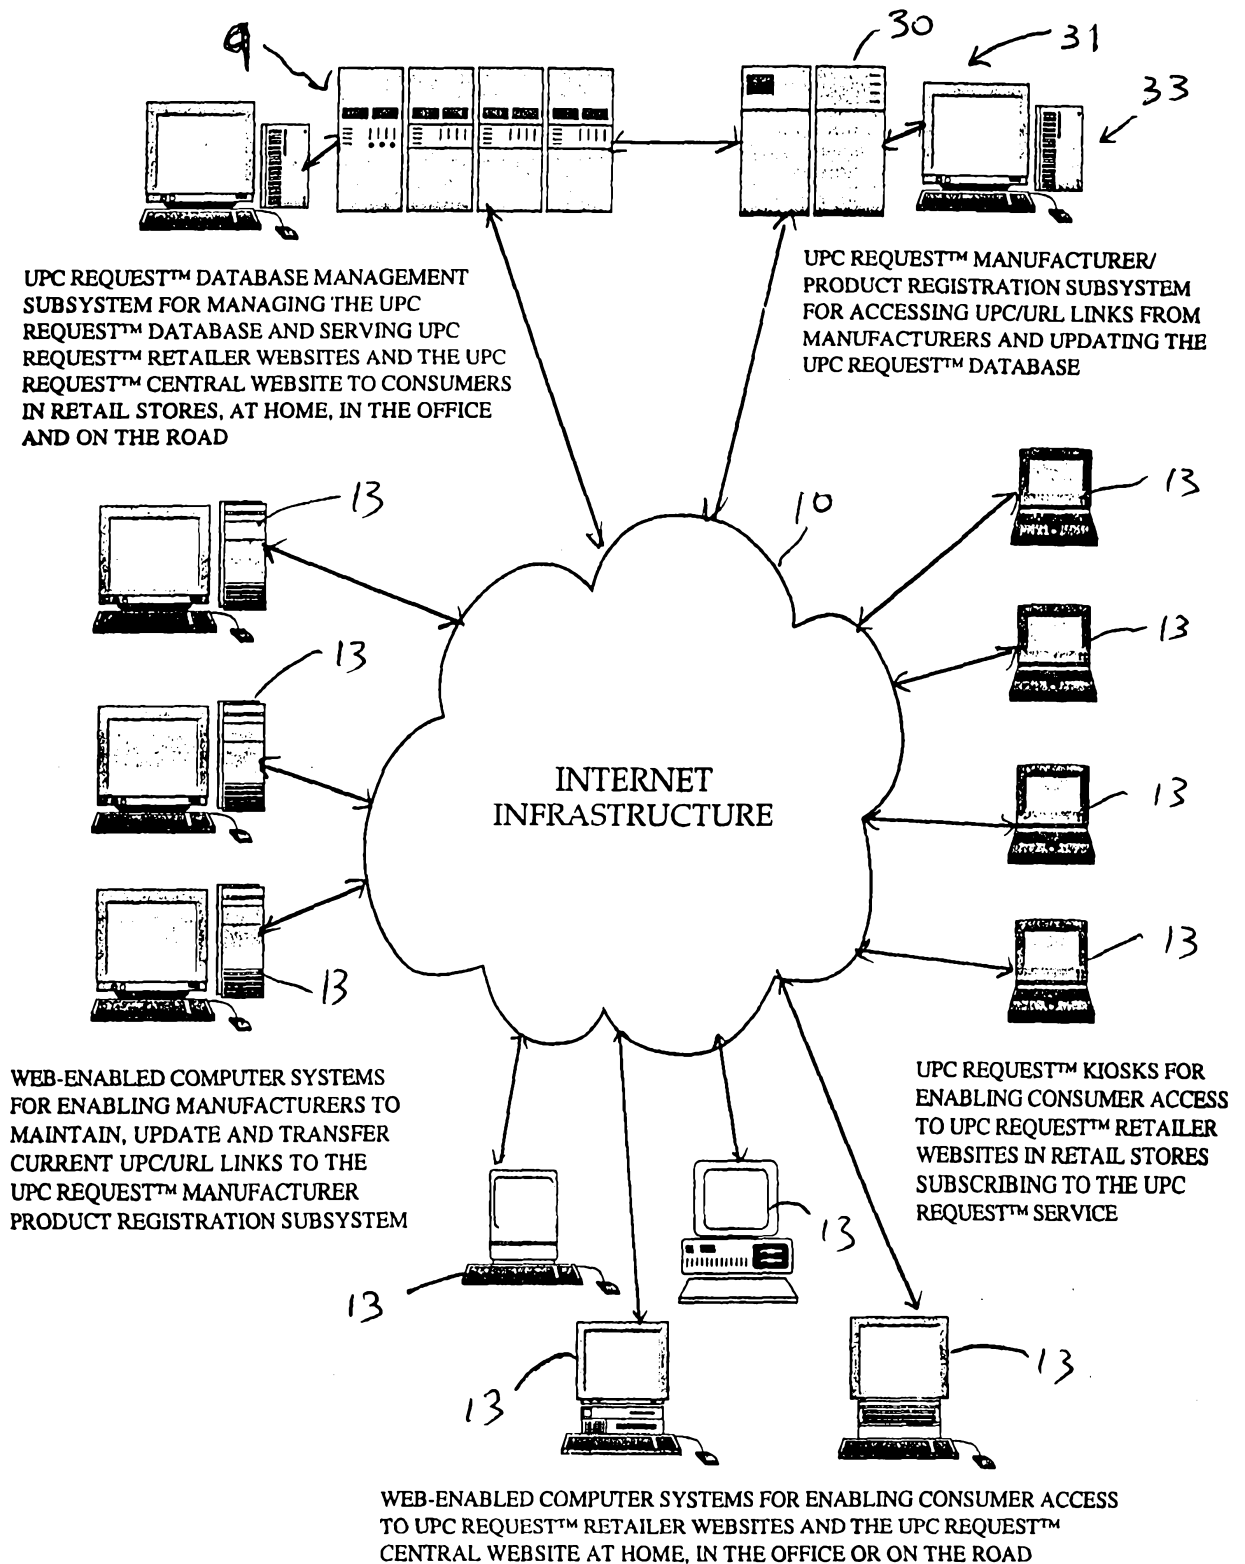 9
30
31
33
UPC REQUEST™ DATABASE MANAGEMENT
SUBSYSTEM FOR MANAGING THE UPC
REQUEST™ DATABASE AND SERVING UPC
REQUEST™ RETAILER WEBSITES AND THE UPC
REQUEST™ CENTRAL WEBSITE TO CONSUMERS
IN RETAIL STORES, AT HOME, IN THE OFFICE
AND ON THE ROAD
UPC REQUEST™ MANUFACTURER/
PRODUCT REGISTRATION SUBSYSTEM
FOR ACCESSING UPC/URL LINKS FROM
MANUFACTURERS AND UPDATING THE
UPC REQUEST™ DATABASE
13
13
13
10
13
13
13
13
INTERNET
INFRASTRUCTURE
WEB-ENABLED COMPUTER SYSTEMS
FOR ENABLING MANUFACTURERS TO
MAINTAIN, UPDATE AND TRANSFER
CURRENT UPC/URL LINKS TO THE
UPC REQUEST™ MANUFACTURER
PRODUCT REGISTRATION SUBSYSTEM
UPC REQUEST™ KIOSKS FOR
ENABLING CONSUMER ACCESS
TO UPC REQUEST™ RETAILER
WEBSITES IN RETAIL STORES
SUBSCRIBING TO THE UPC
REQUEST™ SERVICE
13
13
13
13
WEB-ENABLED COMPUTER SYSTEMS FOR ENABLING CONSUMER ACCESS
TO UPC REQUEST™ RETAILER WEBSITES AND THE UPC REQUEST™
CENTRAL WEBSITE AT HOME, IN THE OFFICE OR ON THE ROAD